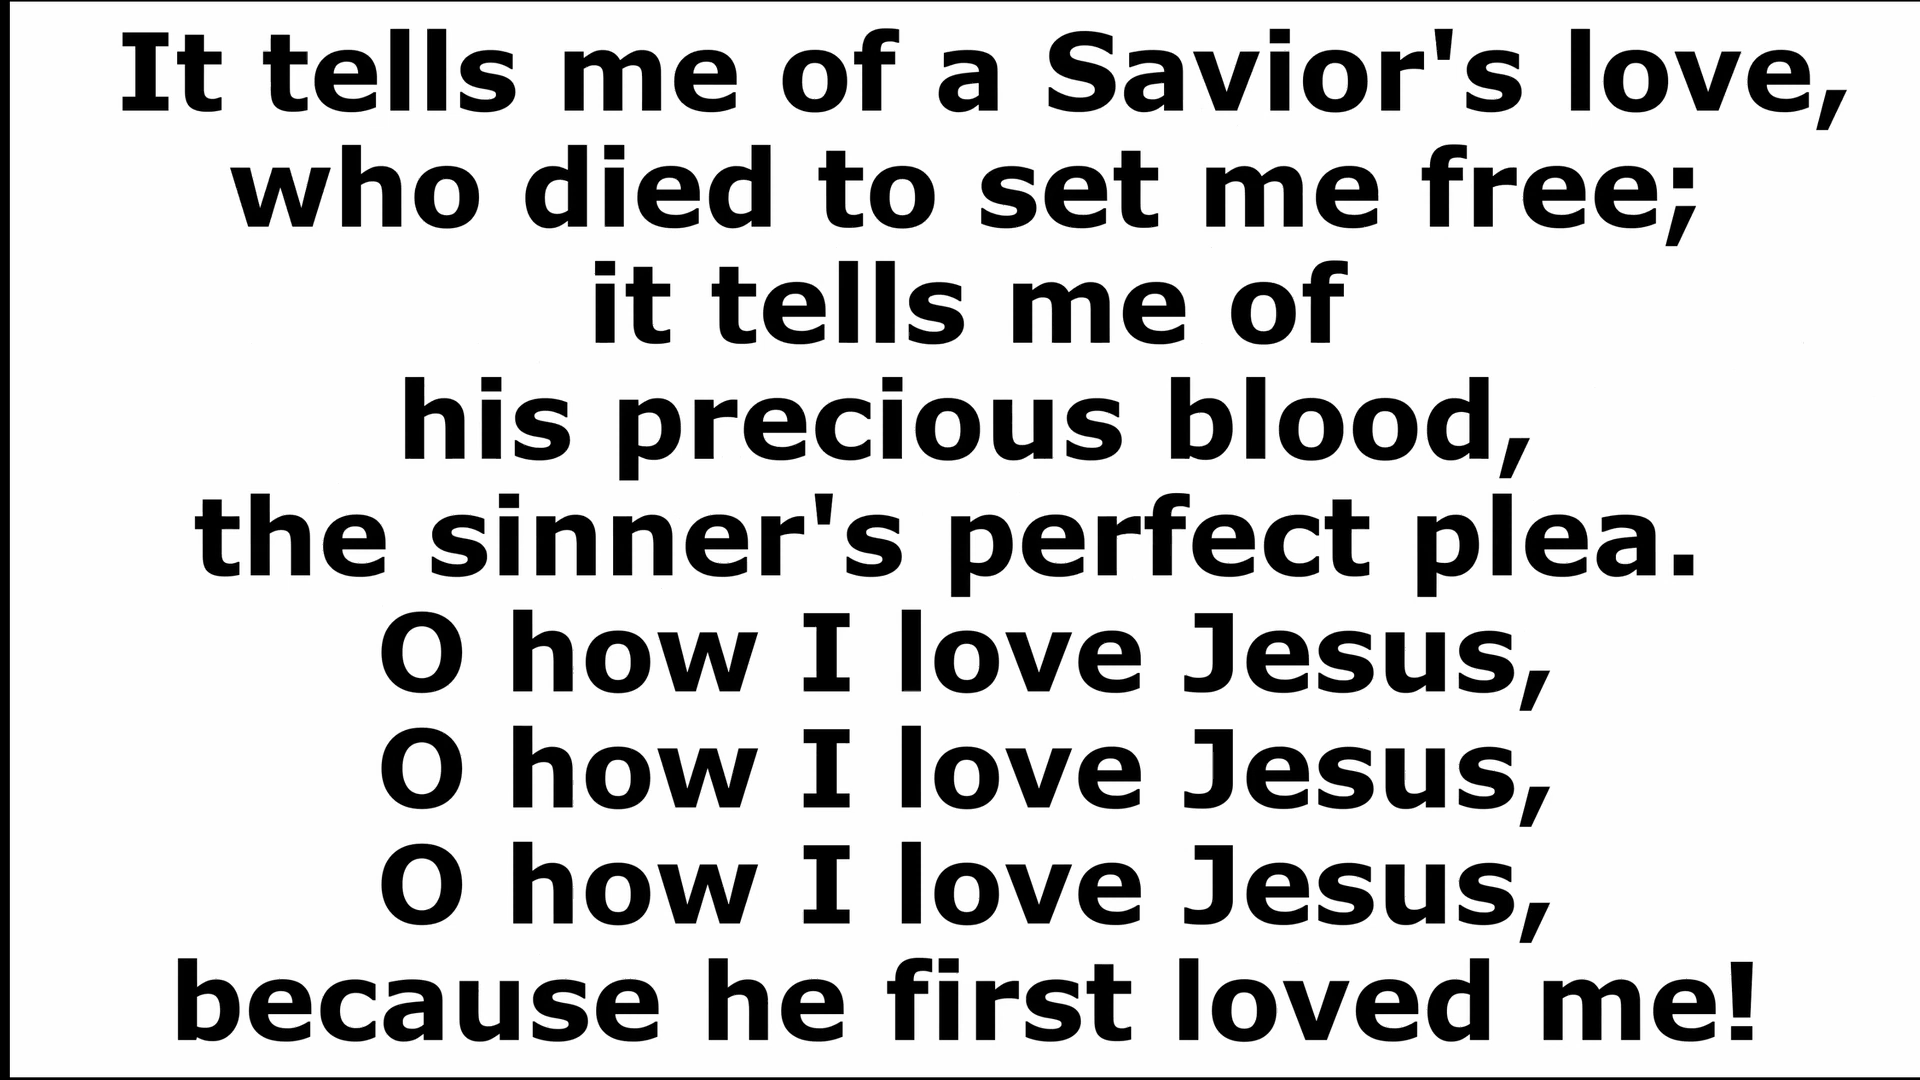 It tells me of a Savior's love,
who died to set me free;
it tells me of
his precious blood,
the sinner's perfect plea.
O how I love Jesus,
O how I love Jesus,
O how I love Jesus,
because he first loved me!